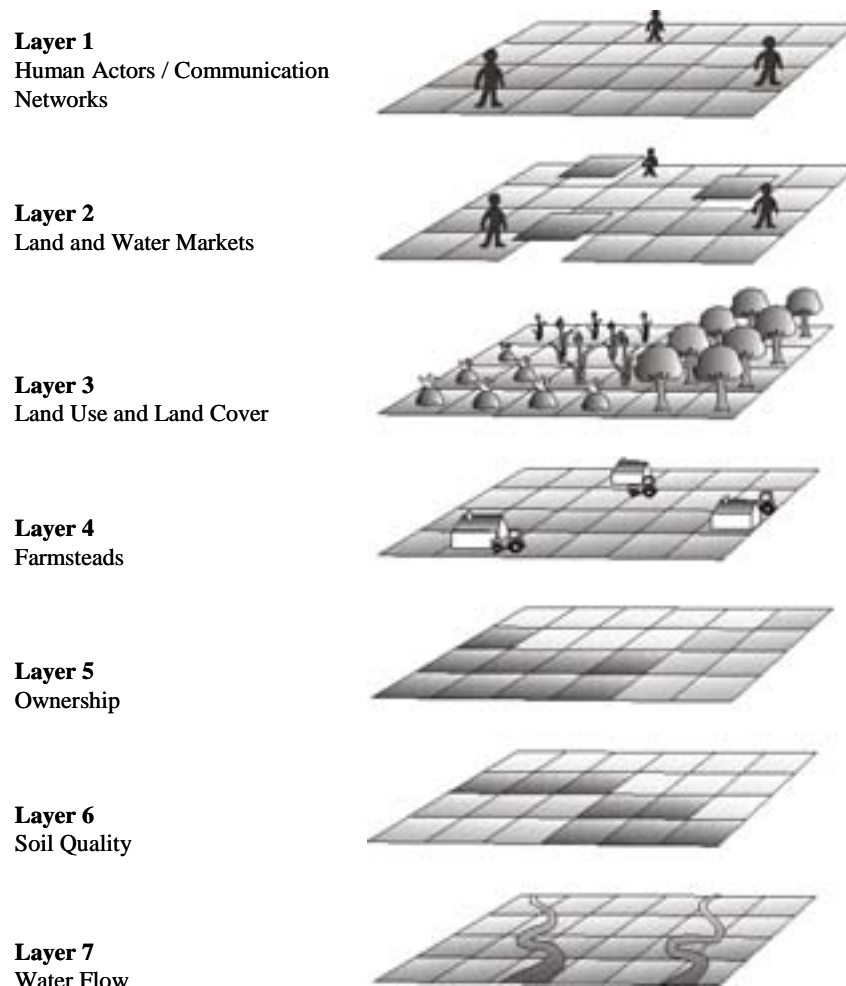 Layer 1
Human Actors / Communication
Networks
Layer 2
Land and Water Markets
Layer 3
Land Use and Land Cover
Layer 4
Farmsteads
Layer 5
Ownership
Layer 6
Soil Quality
Layer 7
Water Flow